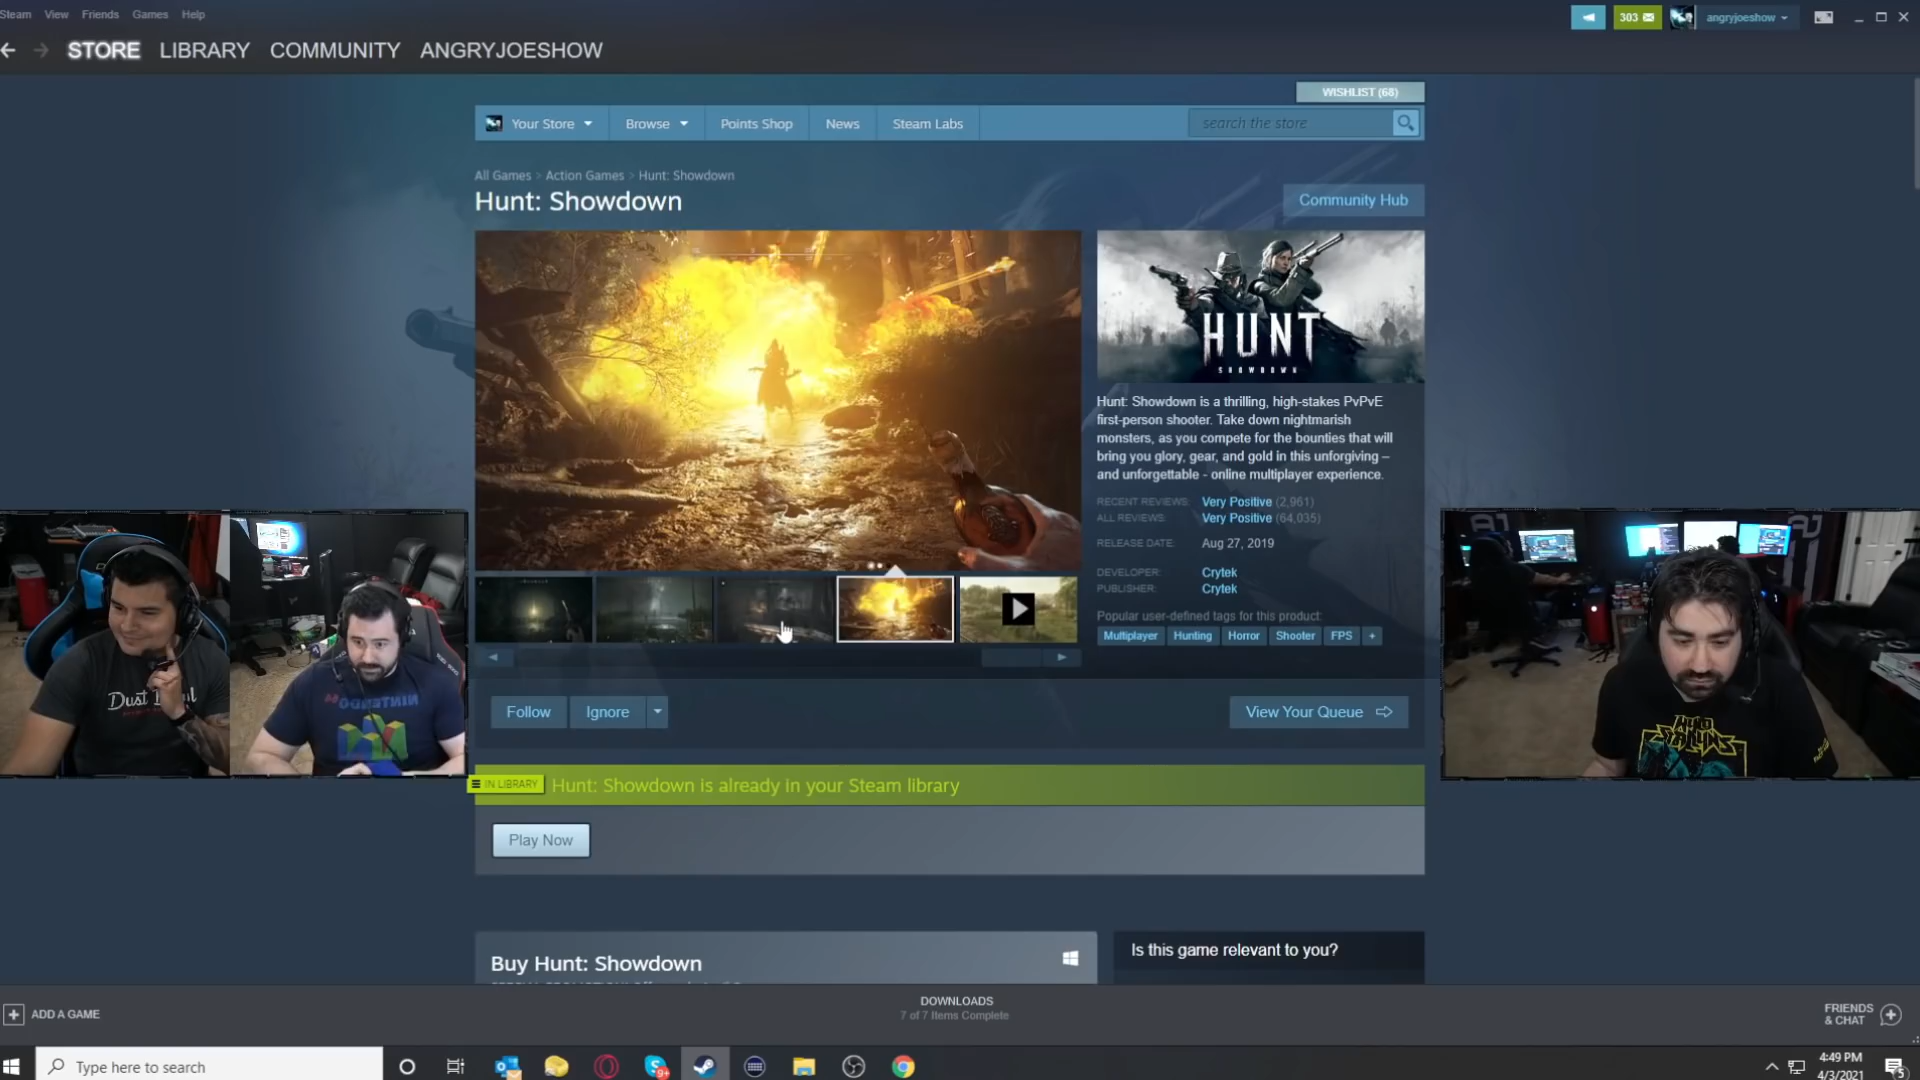 Steam View Friends Games Help
303
angryjoeshow
STORE LIBRARY COMMUNITY ANGRYJOESHOW
WISHLIST (68)
Your Store Browse Points Shop News Steam Labs
search the store
All Games > Action Games > Hunt: Showdown
Hunt: Showdown
Community Hub
HUNT
SHOWDOWN
Hunt: Showdown is a thrilling, high-stakes PvPvE
first-person shooter. Take down nightmarish
monsters, as you compete for the bounties that will
bring you glory, gear, and gold in this unforgiving –
and unforgettable - online multiplayer experience.
RECENT REVIEWS: Very Positive (2,961)
ALL REVIEWS: Very Positive (64,035)
RELEASE DATE: Aug 27, 2019
DEVELOPER: Crytek
PUBLISHER: Crytek
Popular user-defined tags for this product:
Multiplayer Hunting Horror Shooter FPS +
Follow Ignore
View Your Queue
IN LIBRARY
Hunt: Showdown is already in your Steam library
Play Now
Buy Hunt: Showdown
Is this game relevant to you?
ADD A GAME
DOWNLOADS
7 of 7 Items Complete
FRIENDS
& CHAT
Type here to search
9+
4:49 PM
4/3/2021
5